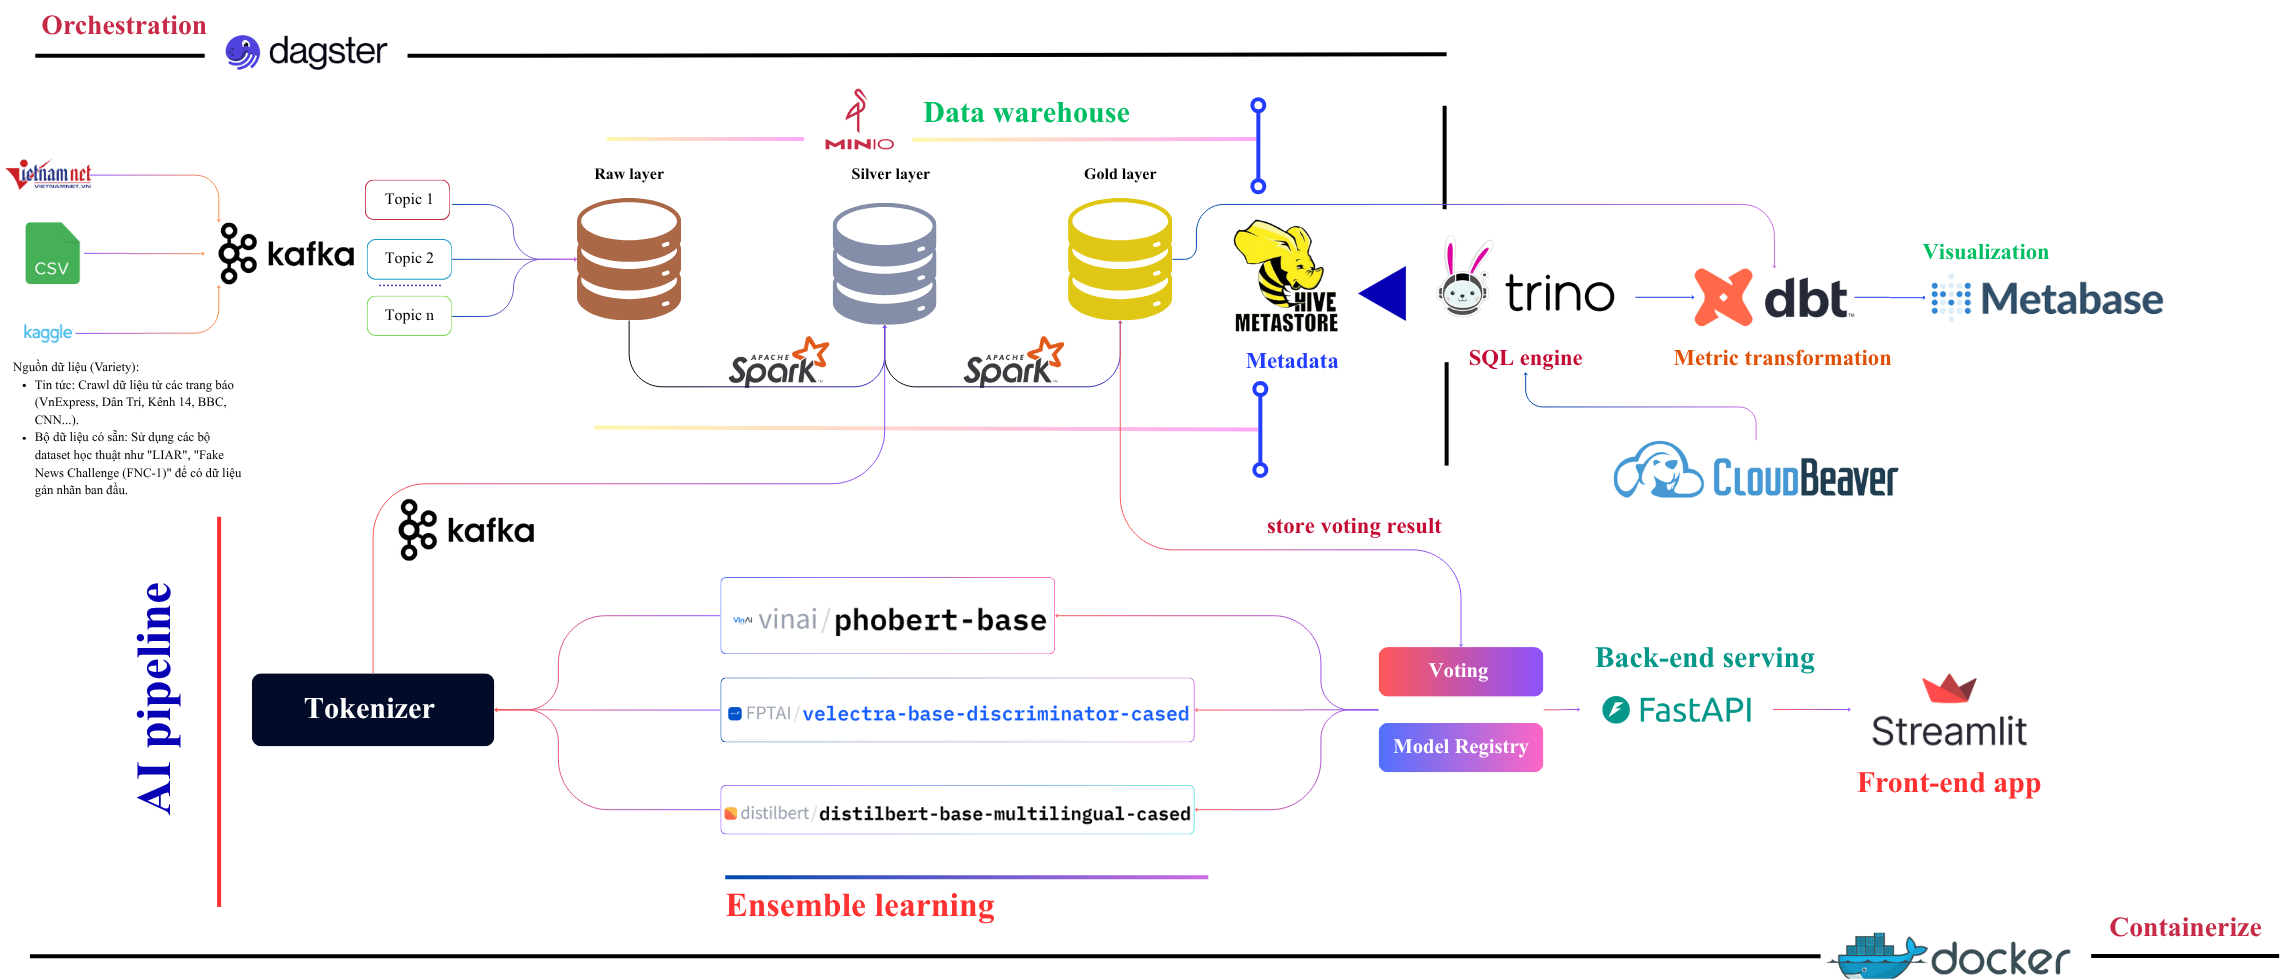 Orchestration
dagster
MINIO
Data warehouse
Raw layer
Silver layer
Gold layer
Vietnamnet
VIETNAMNET.VN
CSV
kaggle
kafka
Topic 1
Topic 2
Topic n
APACHE
Spark™
APACHE
Spark™
HIVE
METASTORE
Metadata
trino
SQL engine
dbt™
Metric transformation
Visualization
Metabase
CLOUDBEAVER
Nguồn dữ liệu (Variety):
• Tin tức: Crawl dữ liệu từ các trang báo
(VnExpress, Dân Trí, Kênh 14, BBC,
CNN...).
• Bộ dữ liệu có sẵn: Sử dụng các bộ
dataset học thuật như "LIAR", "Fake
News Challenge (FNC-1)" để có dữ liệu
gán nhãn ban đầu.
kafka
store voting result
AI pipeline
Tokenizer
VinAI vinai/phobert-base
FPTAI/velectra-base-discriminator-cased
distilbert/distilbert-base-multilingual-cased
Ensemble learning
Voting
Model Registry
Back-end serving
FastAPI
Streamlit
Front-end app
docker
Containerize